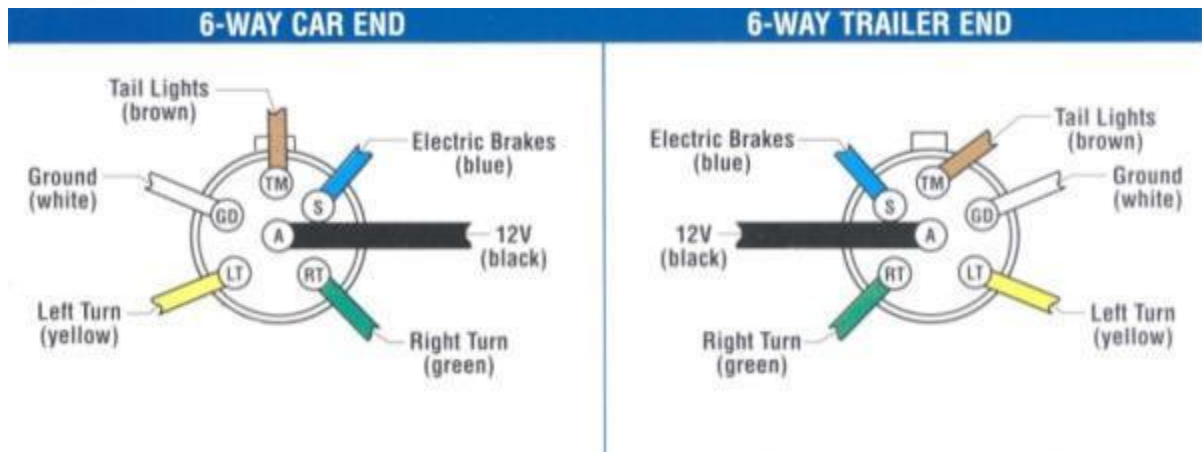 6-WAY CAR END
Tail Lights
(brown)
Electric Brakes
(blue)
Ground
(white)
TM
S
GD
A
12V
(black)
LT
RT
Left Turn
(yellow)
Right Turn
(green)
6-WAY TRAILER END
Electric Brakes
(blue)
Tail Lights
(brown)
Ground
(white)
TM
S
GD
12V
(black)
A
RT
LT
Right Turn
(green)
Left Turn
(yellow)